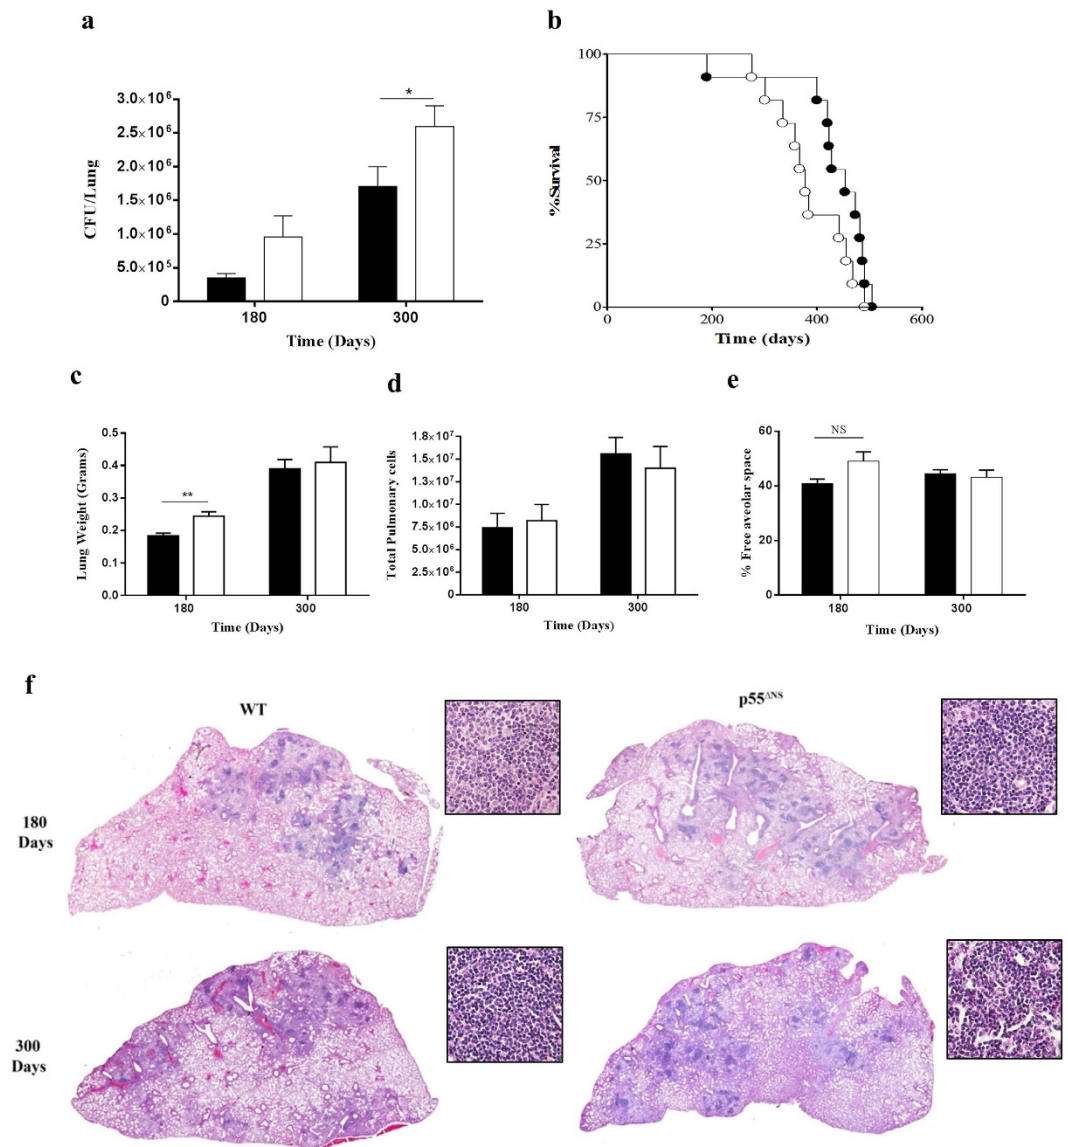 a
CFU/Lung
3.0×10⁶
2.5×10⁶
2.0×10⁶
1.5×10⁶
1.0×10⁶
5.0×10⁵
0
*
180
300
Time (Days)
b
%Survival
100
75
50
25
0
0
200
400
600
Time (days)
c
Lung Weight (Grams)
0.5
0.4
0.3
0.2
0.1
0.0
**
180
300
Time (Days)
d
Total Pulmonary cells
1.8×10⁷
1.5×10⁷
1.0×10⁷
1.0×10⁷
7.5×10⁶
5.0×10⁶
2.5×10⁶
0
180
300
Time (Days)
e
% Free aveolar space
60
40
20
0
NS
180
300
Time (Days)
f
WT
p55ΔNS
180
Days
300
Days